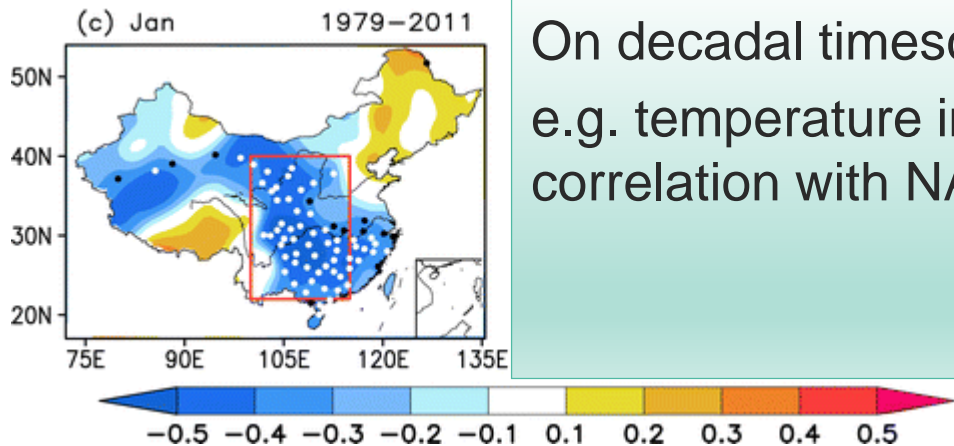 (c) Jan 1979-2011
50N
40N
30N
20N
75E 90E 105E 120E 135E
-0.5 -0.4 -0.3 -0.2 -0.1 0.1 0.2 0.3 0.4 0.5
On decadal
e.g. temperature
correlation with